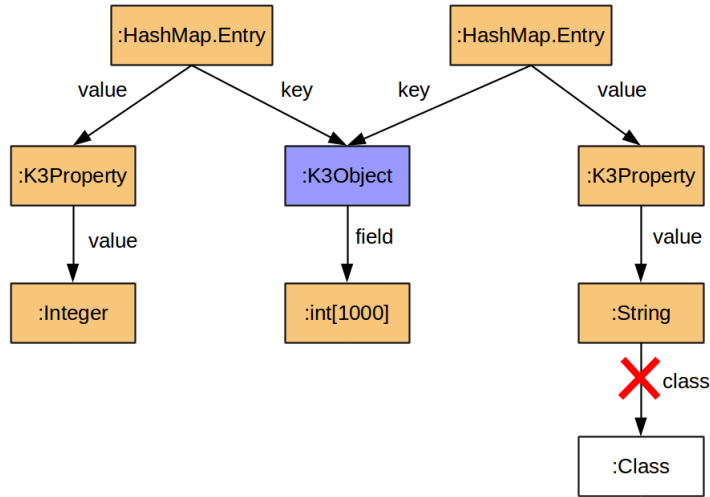 :HashMap.Entry
:HashMap.Entry
value
key
key
value
:K3Property
:K3Object
:K3Property
value
field
value
:Integer
:int[1000]
:String
class
:Class